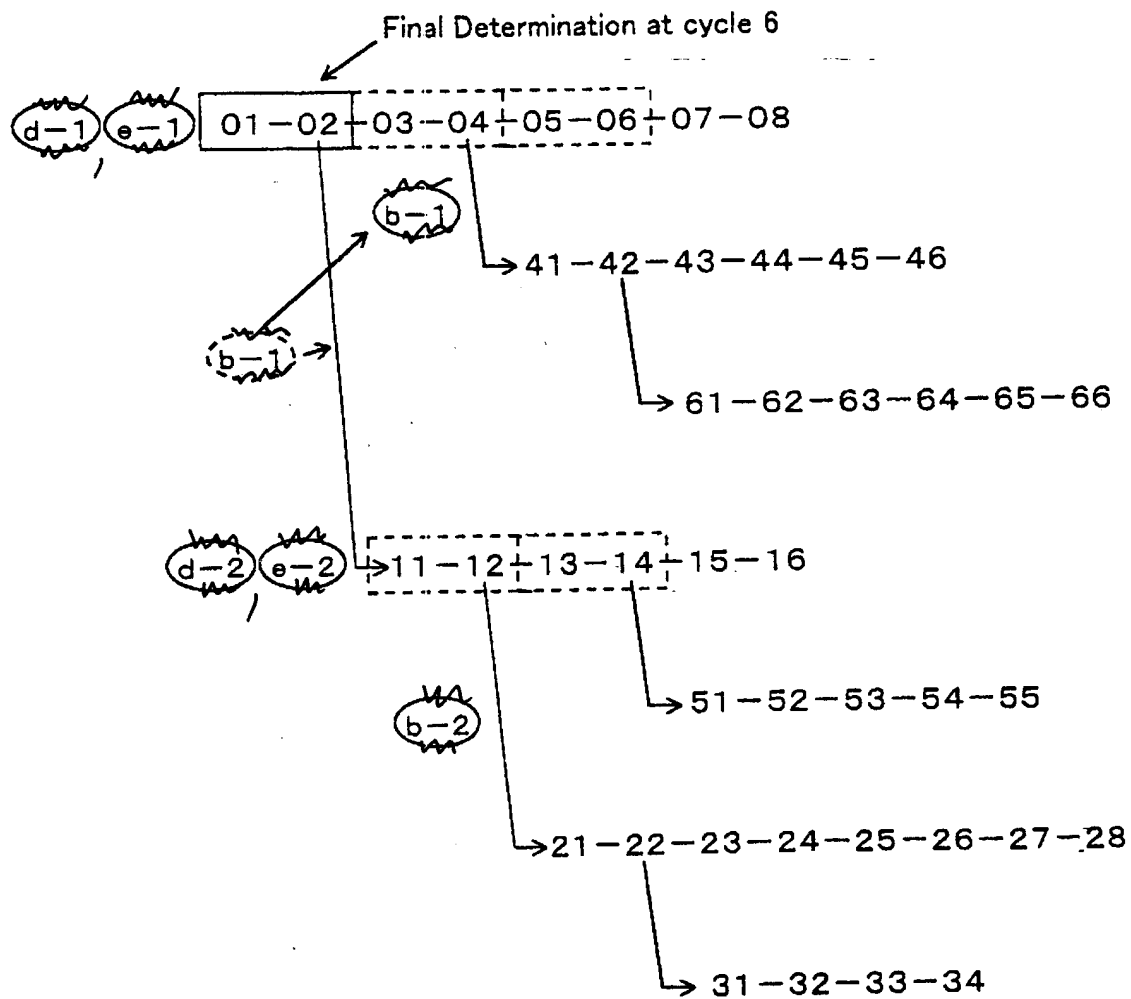 Final Determination at cycle 6
d-1 , e-1 01-02-03-04-05-06-07-08
b-1
41-42-43-44-45-46
b-1
61-62-63-64-65-66
d-2 , e-2 11-12-13-14-15-16
51-52-53-54-55
b-2
21-22-23-24-25-26-27-28
31-32-33-34